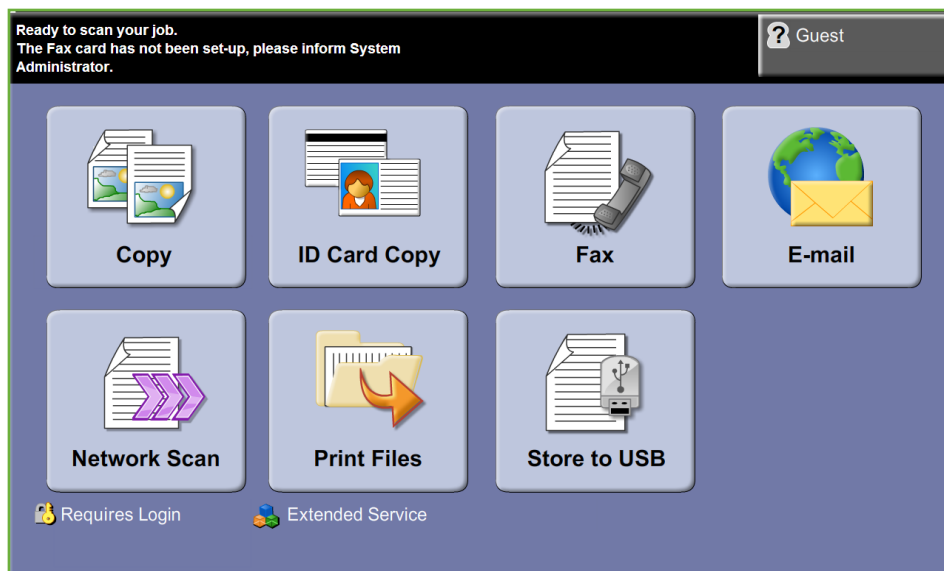 Ready to scan your job.
The Fax card has not been set-up, please inform System
Administrator.
? Guest
Copy
ID Card Copy
Fax
E-mail
Network Scan
Print Files
Store to USB
Requires Login
Extended Service